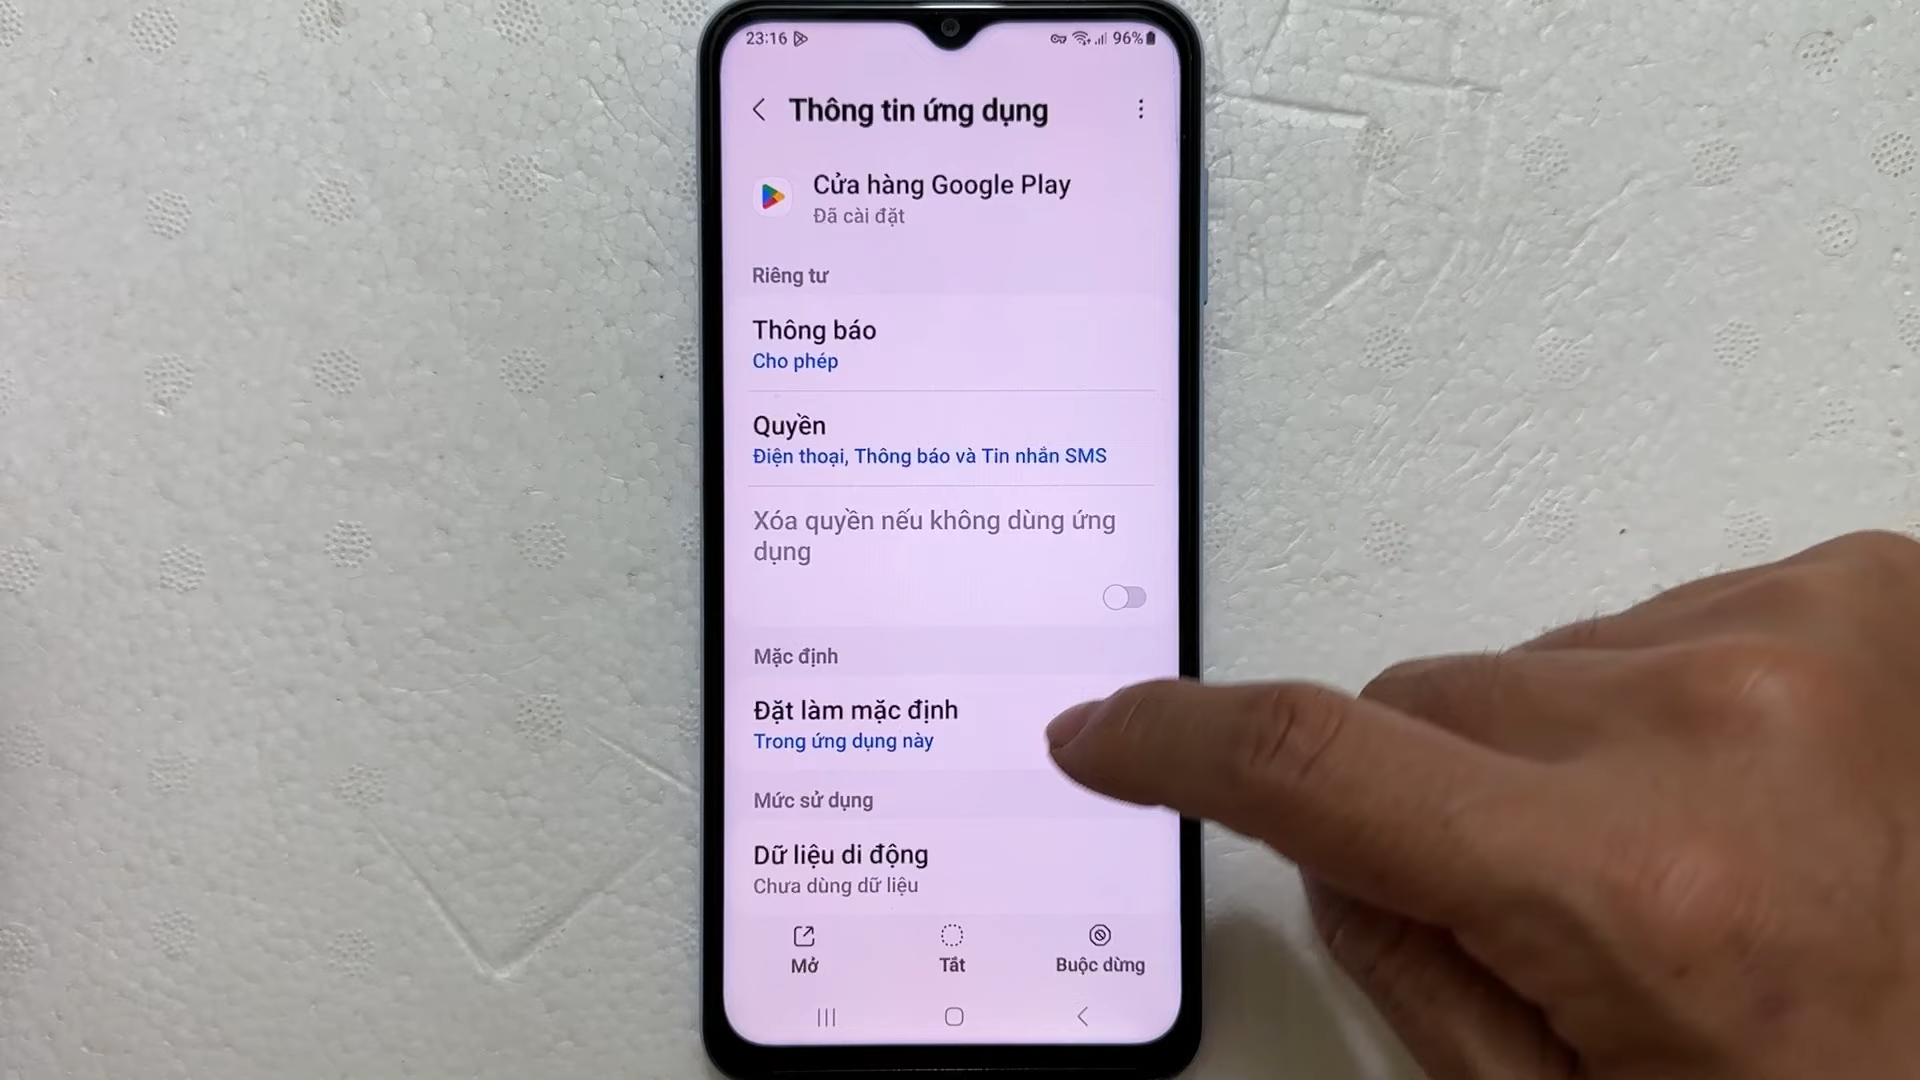 23:16
96%
Thông tin ứng dụng
Cửa hàng Google Play
Đã cài đặt
Riêng tư
Thông báo
Cho phép
Quyền
Điện thoại, Thông báo và Tin nhắn SMS
Xóa quyền nếu không dùng ứng
dụng
Mặc định
Đặt làm mặc định
Trong ứng dụng này
Mức sử dụng
Dữ liệu di động
Chưa dùng dữ liệu
Mở
Tắt
Buộc dừng